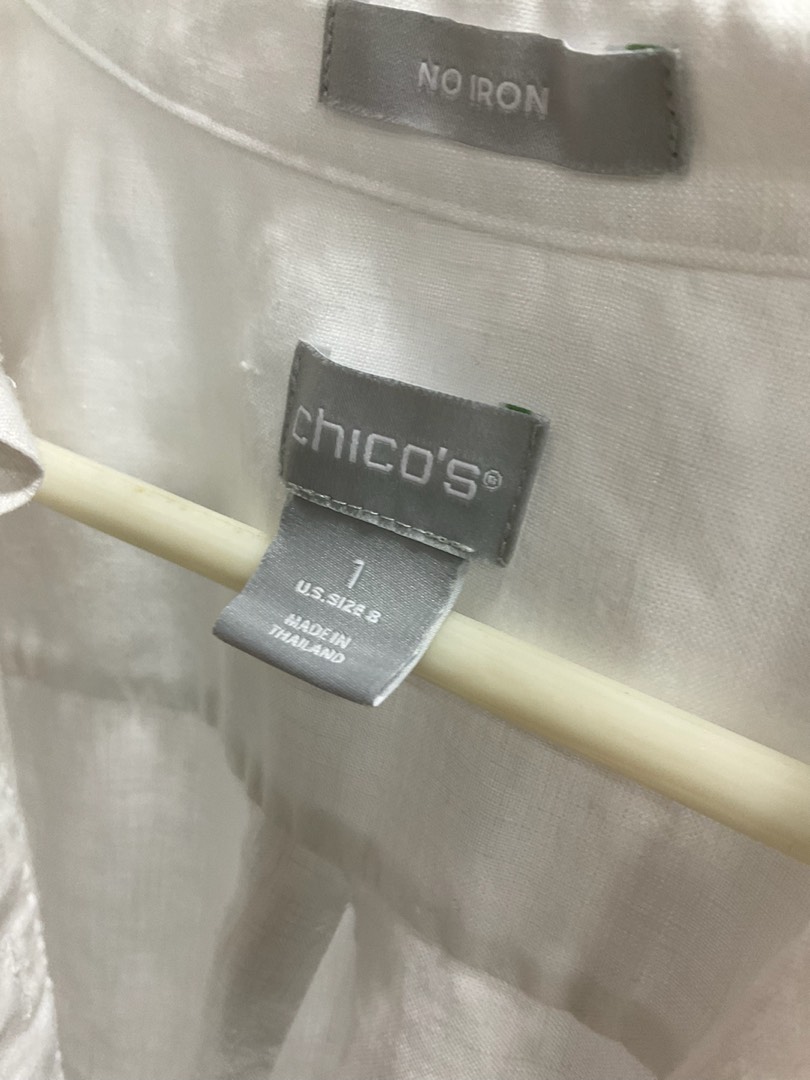 NO IRON
chico's®
1
U.S. SIZE 8
MADE IN
THAILAND